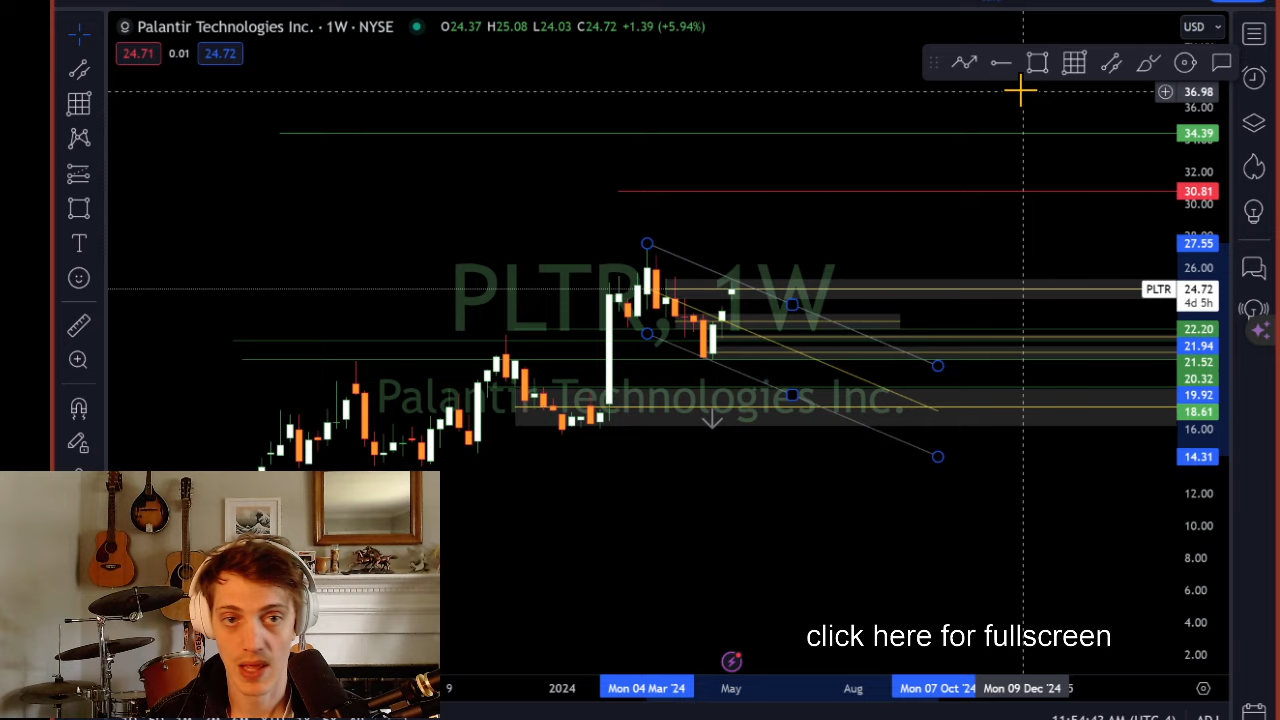 Palantir Technologies Inc. · 1W · NYSE
O24.37 H25.08 L24.03 C24.72 +1.39 (+5.94%)
USD
24.71 0.01 24.72
36.98
36.00
34.39
32.00
30.81
30.00
27.55
26.00
PLTR, 1W
PLTR 24.72
4d 5h
22.20
21.94
21.52
20.32
Palantir Technologies Inc.
19.92
18.61
16.00
14.31
12.00
10.00
8.00
6.00
click here for fullscreen
4.00
2.00
9 2024 Mon 04 Mar '24 May Aug Mon 07 Oct '24 Mon 09 Dec '24 5